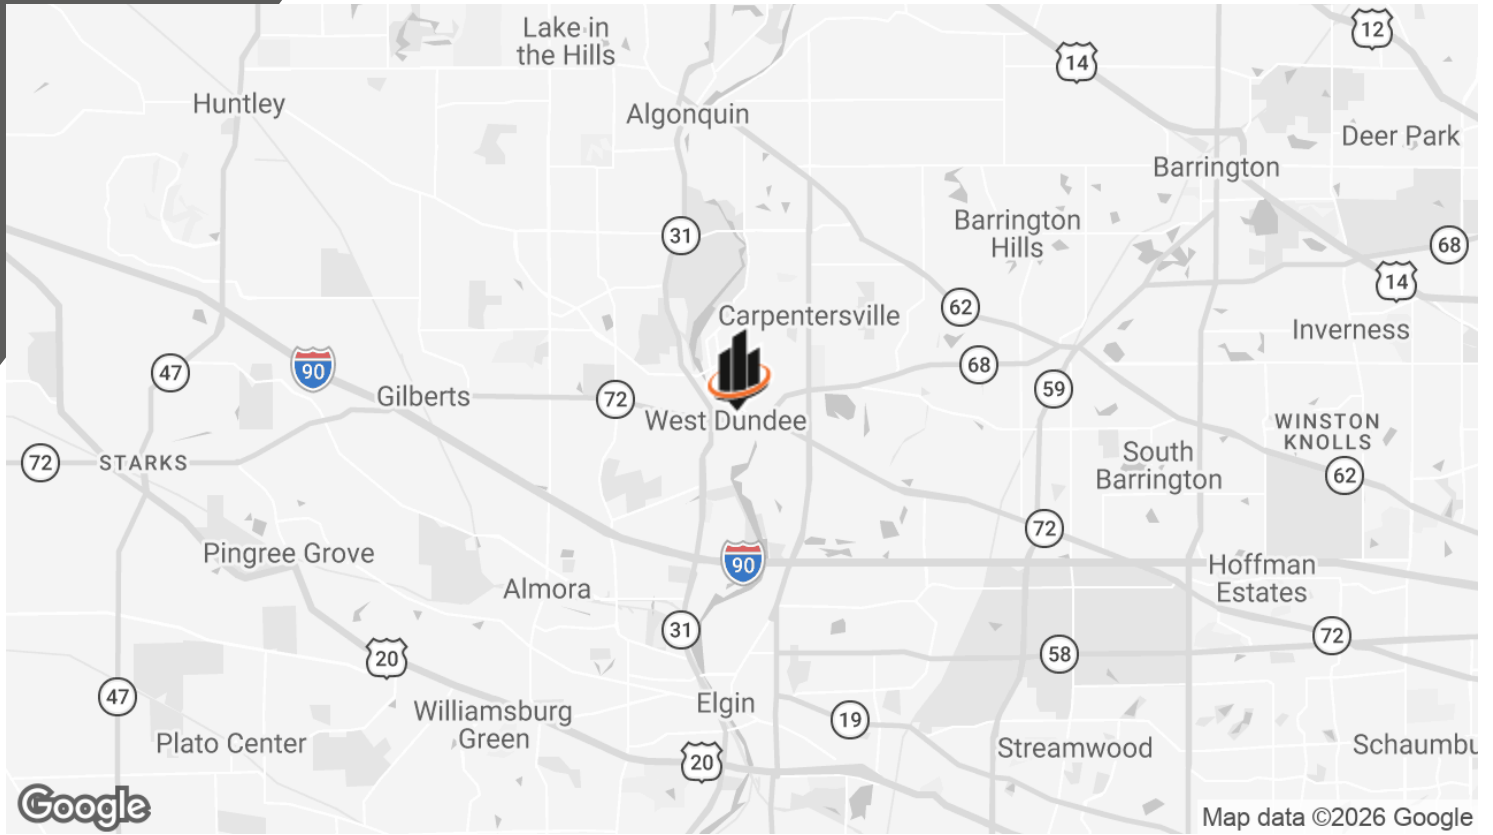 Lake in
the Hills
12
14
Huntley
Algonquin
Deer Park
Barrington
Barrington
Hills
31
68
14
62
Carpentersville
Inverness
47
90
68
Gilberts
72
59
West Dundee
WINSTON
KNOLLS
72
STARKS
South
Barrington
62
72
Pingree Grove
90
Hoffman
Estates
Almora
31
72
20
58
47
Elgin
Williamsburg
Green
19
Plato Center
Streamwood
Schaumbu
20
Google
Map data ©2026 Google